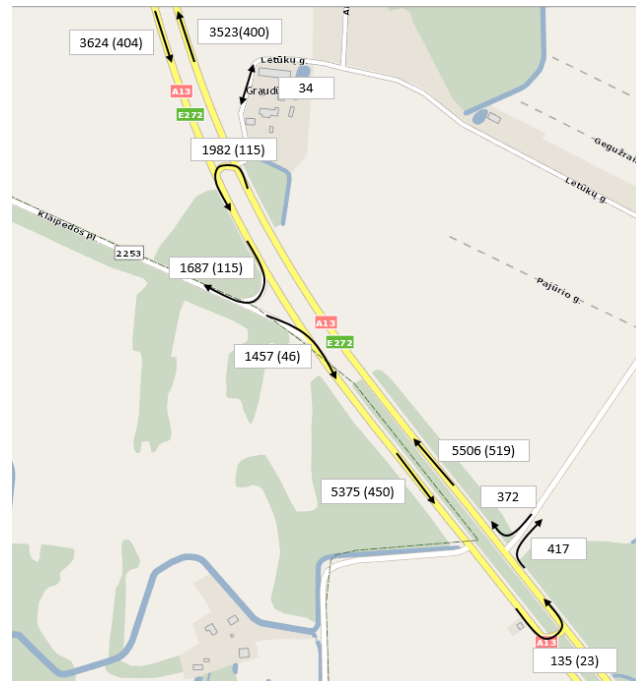 3624 (404)
3523(400)
A
Letūkų g.
A13
Graudū
34
E272
1982 (115)
Gegužrai
Letūkų g.
Klaipėdos pl.
2253
1687 (115)
Pajūrio g.
A13
E272
1457 (46)
5506 (519)
5375 (450)
372
417
A13
135 (23)